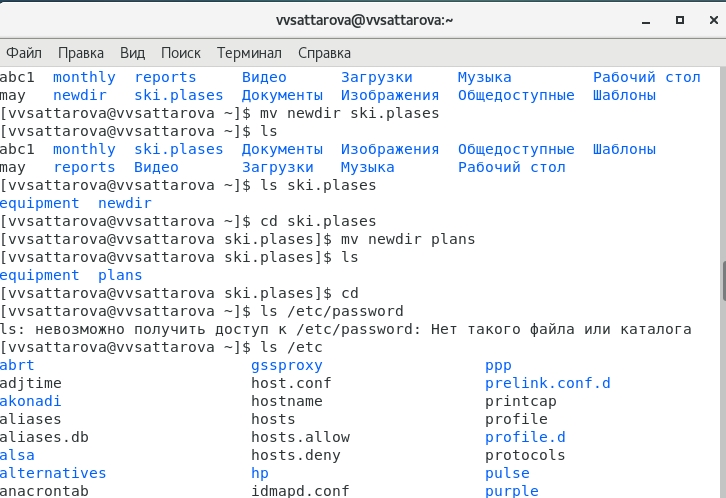 vvsattarova@vvsattarova:~
Файл Правка Вид Поиск Терминал Справка
abc1 monthly reports Видео Загрузки Музыка Рабочий стол
may newdir ski.plases Документы Изображения Общедоступные Шаблоны
[vvsattarova@vvsattarova ~]$ mv newdir ski.plases
[vvsattarova@vvsattarova ~]$ ls
abc1 monthly ski.plases Документы Изображения Общедоступные Шаблоны
may reports Видео Загрузки Музыка Рабочий стол
[vvsattarova@vvsattarova ~]$ ls ski.plases
equipment newdir
[vvsattarova@vvsattarova ~]$ cd ski.plases
[vvsattarova@vvsattarova ski.plases]$ mv newdir plans
[vvsattarova@vvsattarova ski.plases]$ ls
equipment plans
[vvsattarova@vvsattarova ski.plases]$ cd
[vvsattarova@vvsattarova ~]$ ls /etc/password
ls: невозможно получить доступ к /etc/password: Нет такого файла или каталога
[vvsattarova@vvsattarova ~]$ ls /etc
abrt gssproxy ppp
adjtime host.conf prelink.conf.d
akonadi hostname printcap
aliases hosts profile
aliases.db hosts.allow profile.d
alsa hosts.deny protocols
alternatives hp pulse
anacrontab idmapd.conf purple